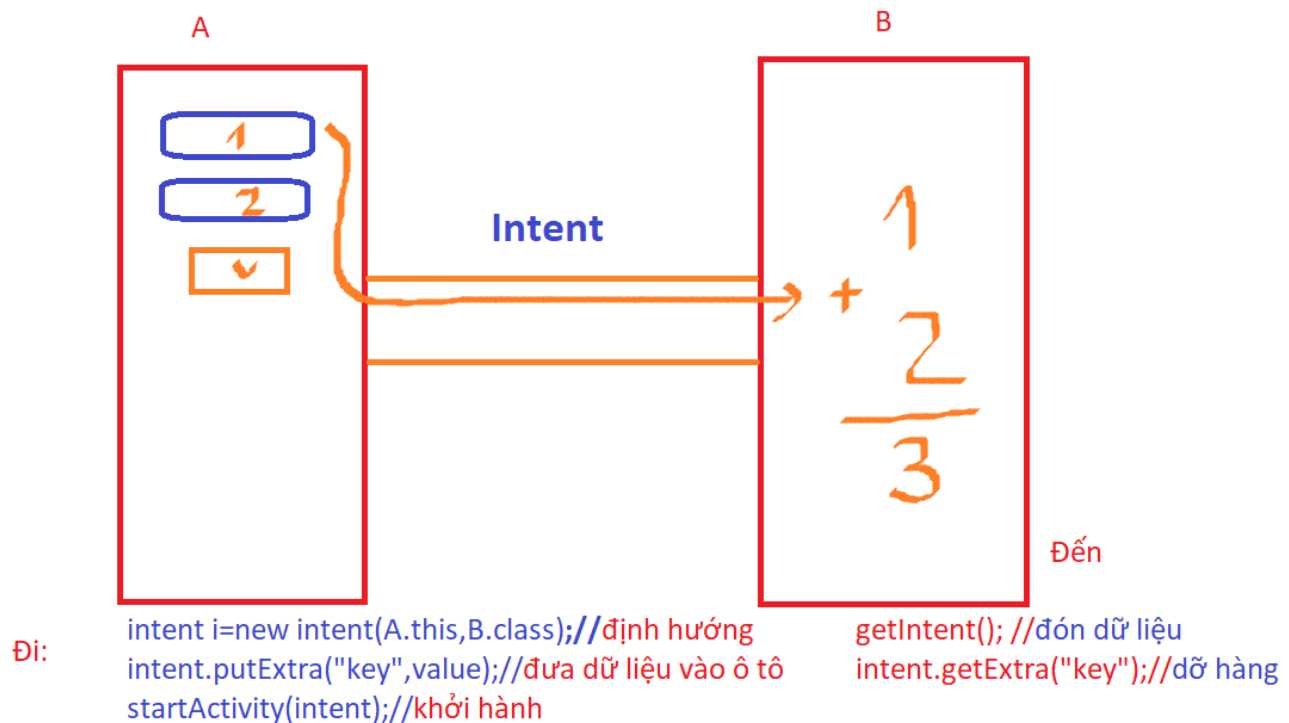 A
B
1
2
Intent
1
+
2
3
Đến
Đi:
intent i=new intent(A.this,B.class);//định hướng
intent.putExtra("key",value);//đưa dữ liệu vào ô tô
startActivity(intent);//khởi hành
getIntent(); //đón dữ liệu
intent.getExtra("key");//dỡ hàng